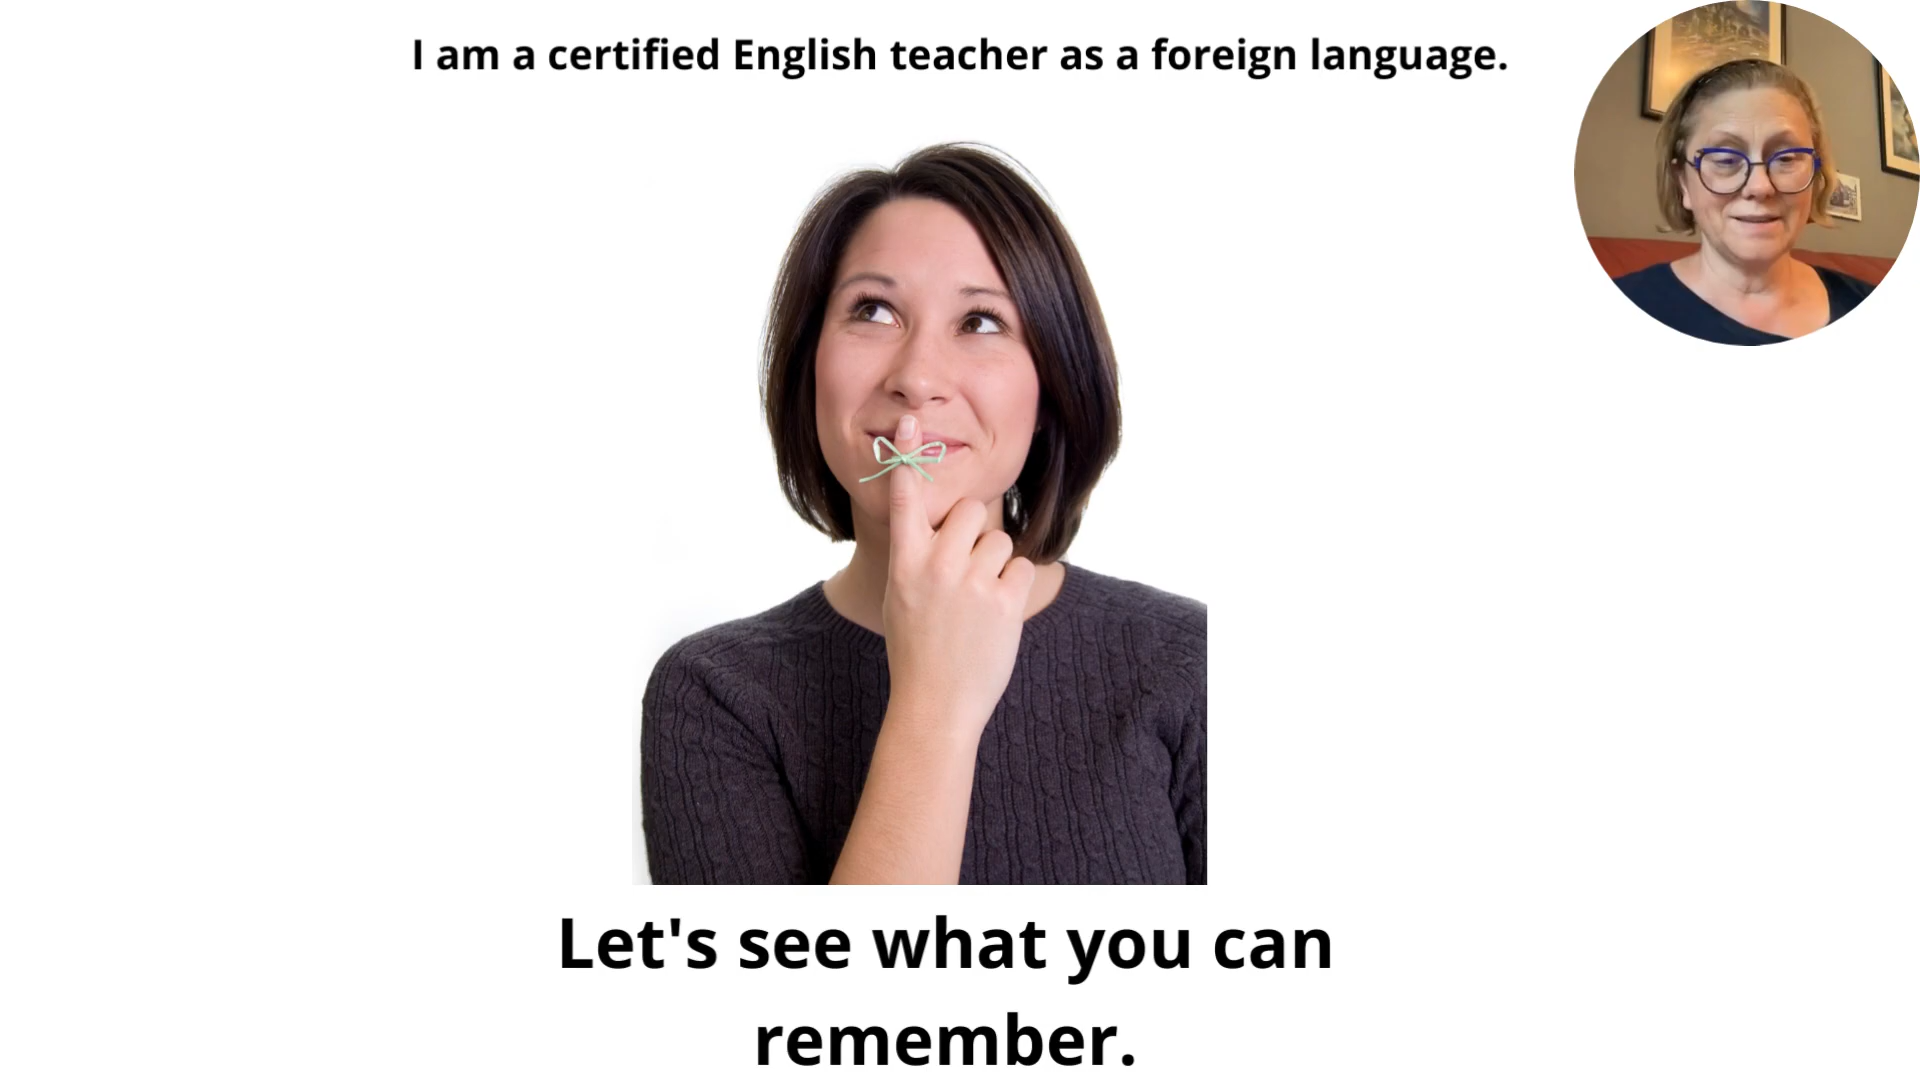 I am a certified English teacher as a foreign language.
Let's see what you can
remember.